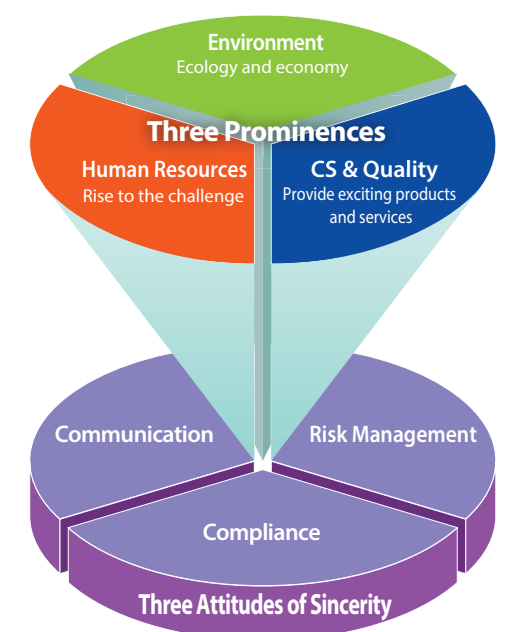 Environment
Ecology and economy
Three Prominences
Human Resources
Rise to the challenge
CS & Quality
Provide exciting products
and services
Communication
Risk Management
Compliance
Three Attitudes of Sincerity